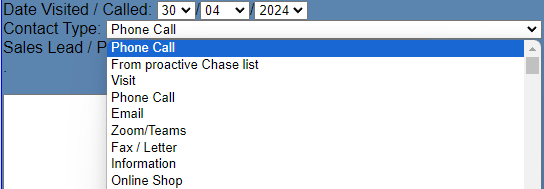 Date Visited / Called: 30 / 04 / 2024
Contact Type: Phone Call
Sales Lead / P
Phone Call
From proactive Chase list
Visit
Phone Call
Email
Zoom/Teams
Fax / Letter
Information
Online Shop
.